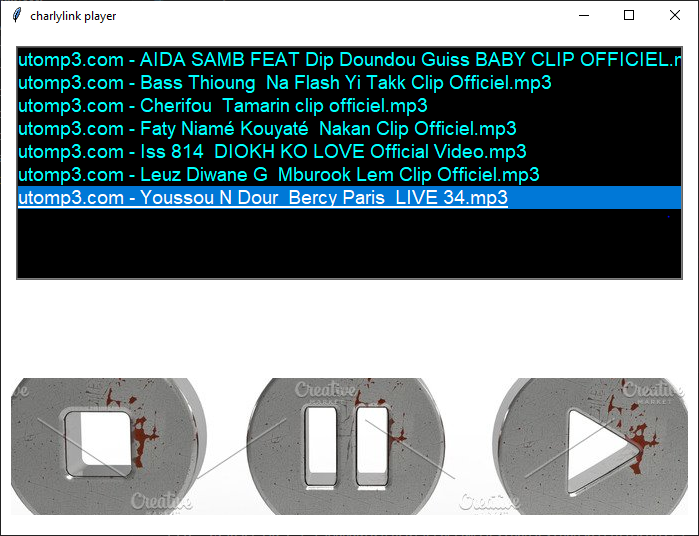 charlylink player
utomp3.com - AIDA SAMB FEAT Dip Doundou Guiss BABY CLIP OFFICIEL.r
utomp3.com - Bass Thioung  Na Flash Yi Takk Clip Officiel.mp3
utomp3.com - Cherifou  Tamarin clip officiel.mp3
utomp3.com - Faty Niamé Kouyaté  Nakan Clip Officiel.mp3
utomp3.com - Iss 814  DIOKH KO LOVE Official Video.mp3
utomp3.com - Leuz Diwane G  Mburook Lem Clip Officiel.mp3
utomp3.com - Youssou N Dour  Bercy Paris  LIVE 34.mp3
Creative
MARKET
Creative
MARKET
Creative
Creative